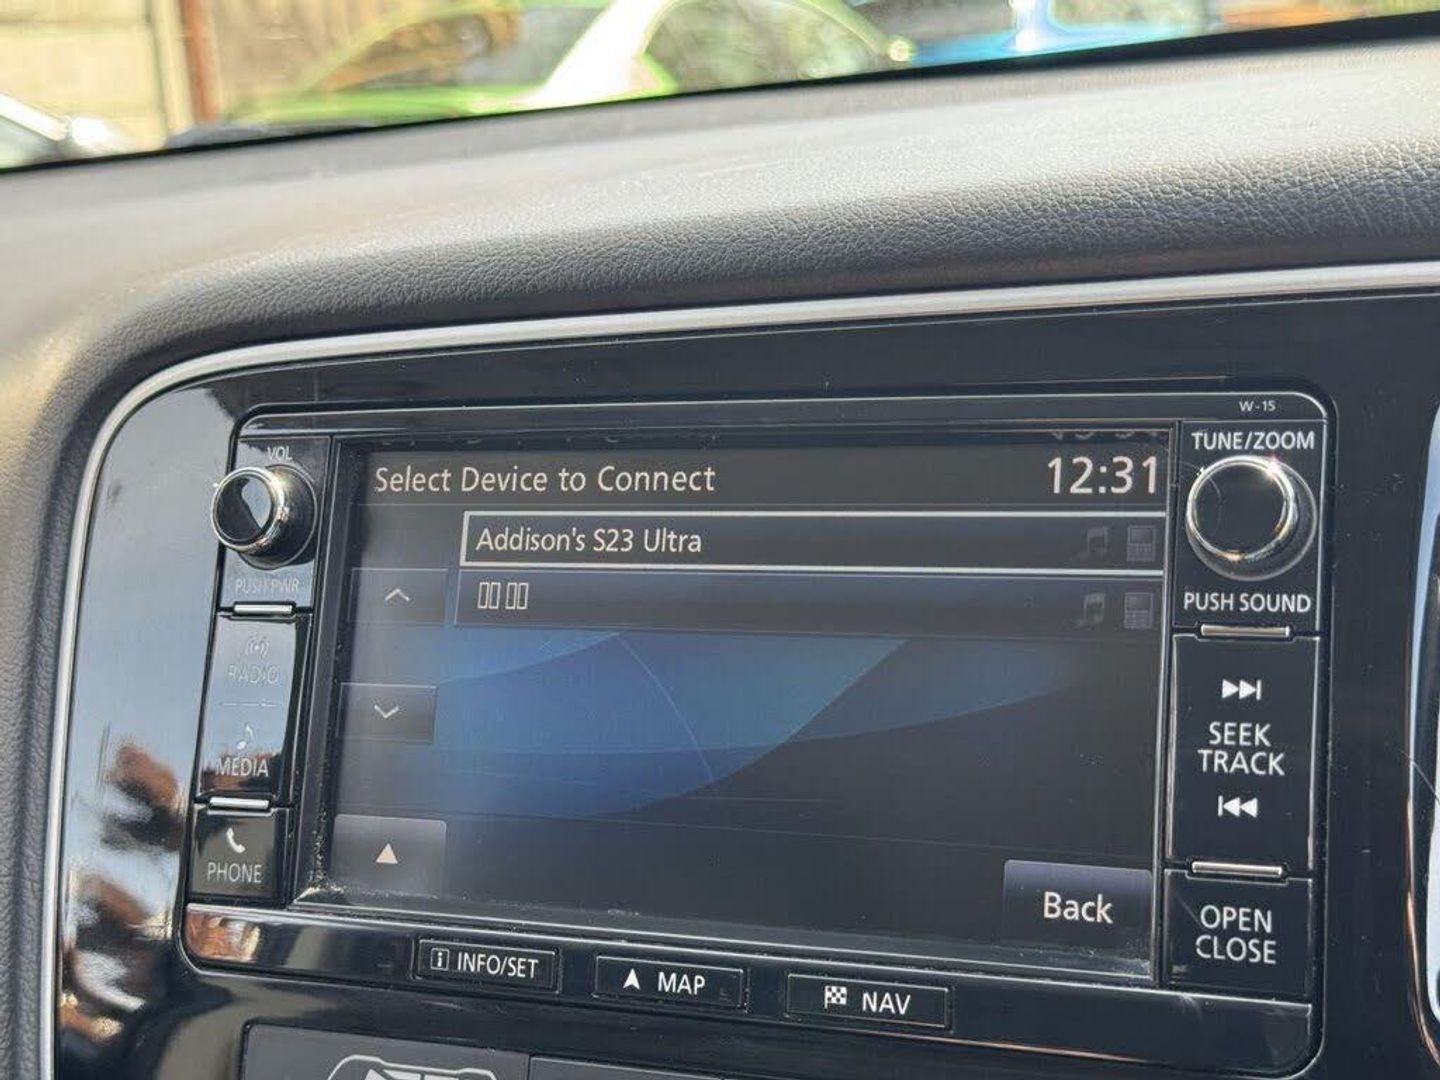 W-15
VOL
TUNE/ZOOM
Select Device to Connect
12:31
Addison's S23 Ultra
PUSH PWR
PUSH SOUND
RADIO
MEDIA
SEEK
TRACK
PHONE
Back
OPEN
CLOSE
INFO/SET
MAP
NAV